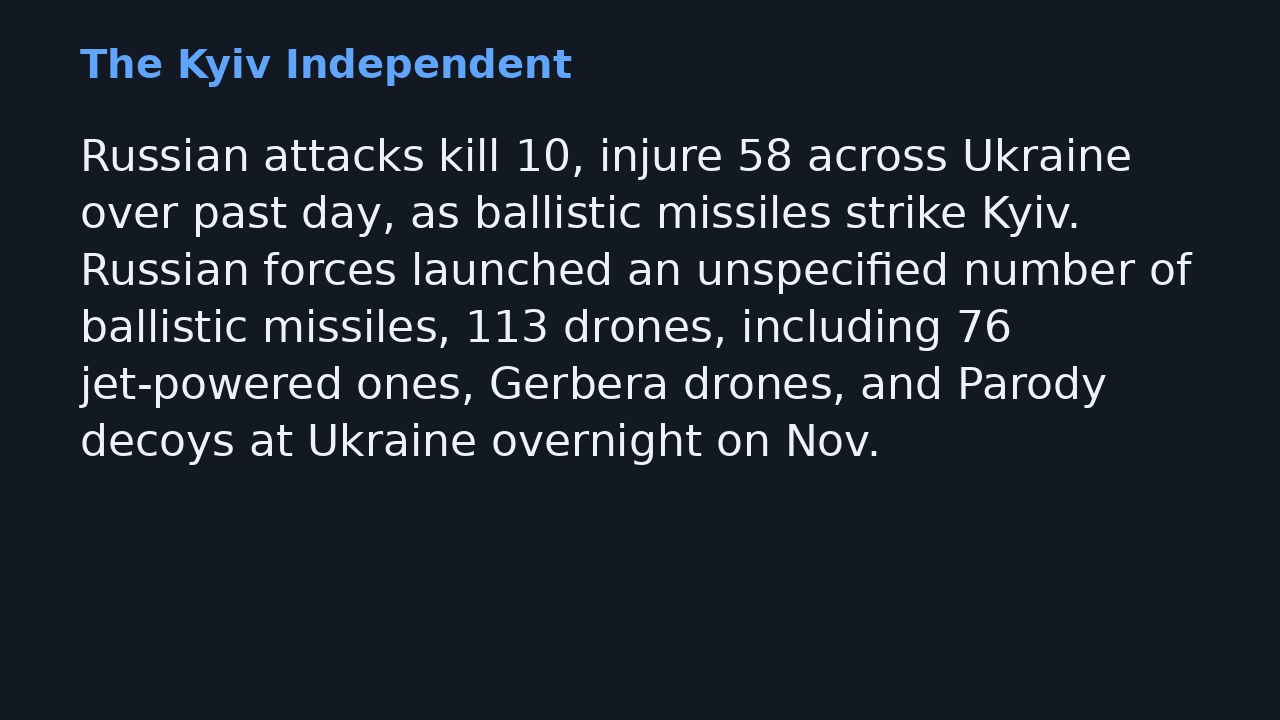 The Kyiv Independent
Russian attacks kill 10, injure 58 across Ukraine
over past day, as ballistic missiles strike Kyiv.
Russian forces launched an unspecified number of
ballistic missiles, 113 drones, including 76
jet-powered ones, Gerbera drones, and Parody
decoys at Ukraine overnight on Nov.